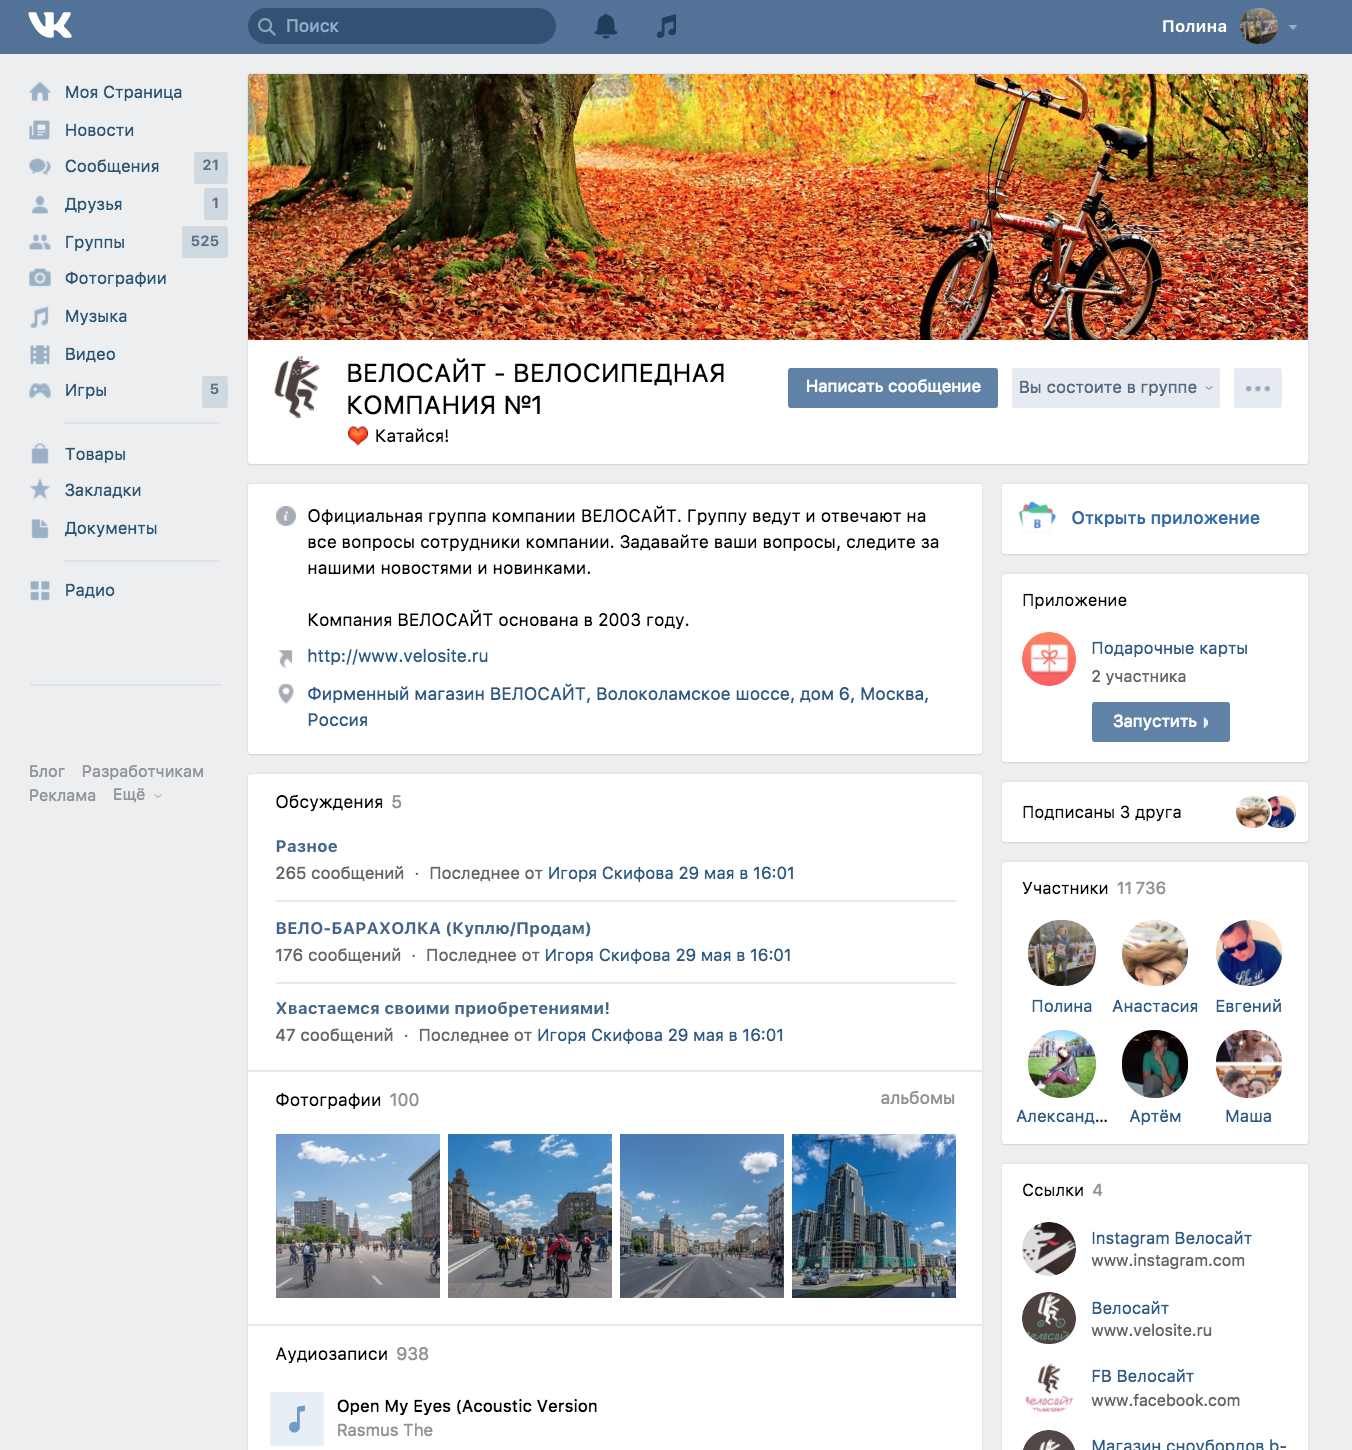 Поиск
Полина
Моя Страница
Новости
Сообщения 21
Друзья 1
Группы 525
Фотографии
Музыка
Видео
Игры 5
Товары
Закладки
Документы
Радио
Блог Разработчикам
Реклама Ещё
ВЕЛОСАЙТ - ВЕЛОСИПЕДНАЯ
КОМПАНИЯ №1
Катайся!
Написать сообщение
Вы состоите в группе
Официальная группа компании ВЕЛОСАЙТ. Группу ведут и отвечают на
все вопросы сотрудники компании. Задавайте ваши вопросы, следите за
нашими новостями и новинками.
Компания ВЕЛОСАЙТ основана в 2003 году.
http://www.velosite.ru
Фирменный магазин ВЕЛОСАЙТ, Волоколамское шоссе, дом 6, Москва,
Россия
Обсуждения 5
Разное
265 сообщений · Последнее от Игоря Скифова 29 мая в 16:01
ВЕЛО-БАРАХОЛКА (Куплю/Продам)
176 сообщений · Последнее от Игоря Скифова 29 мая в 16:01
Хвастаемся своими приобретениями!
47 сообщений · Последнее от Игоря Скифова 29 мая в 16:01
Фотографии 100
альбомы
Аудиозаписи 938
Open My Eyes (Acoustic Version
Rasmus The
Открыть приложение
Приложение
Подарочные карты
2 участника
Запустить
Подписаны 3 друга
Участники 11 736
Полина Анастасия Евгений
Александ... Артём Маша
Ссылки 4
Instagram Велосайт
www.instagram.com
Велосайт
www.velosite.ru
FB Велосайт
www.facebook.com
Магазин сноубордов b-